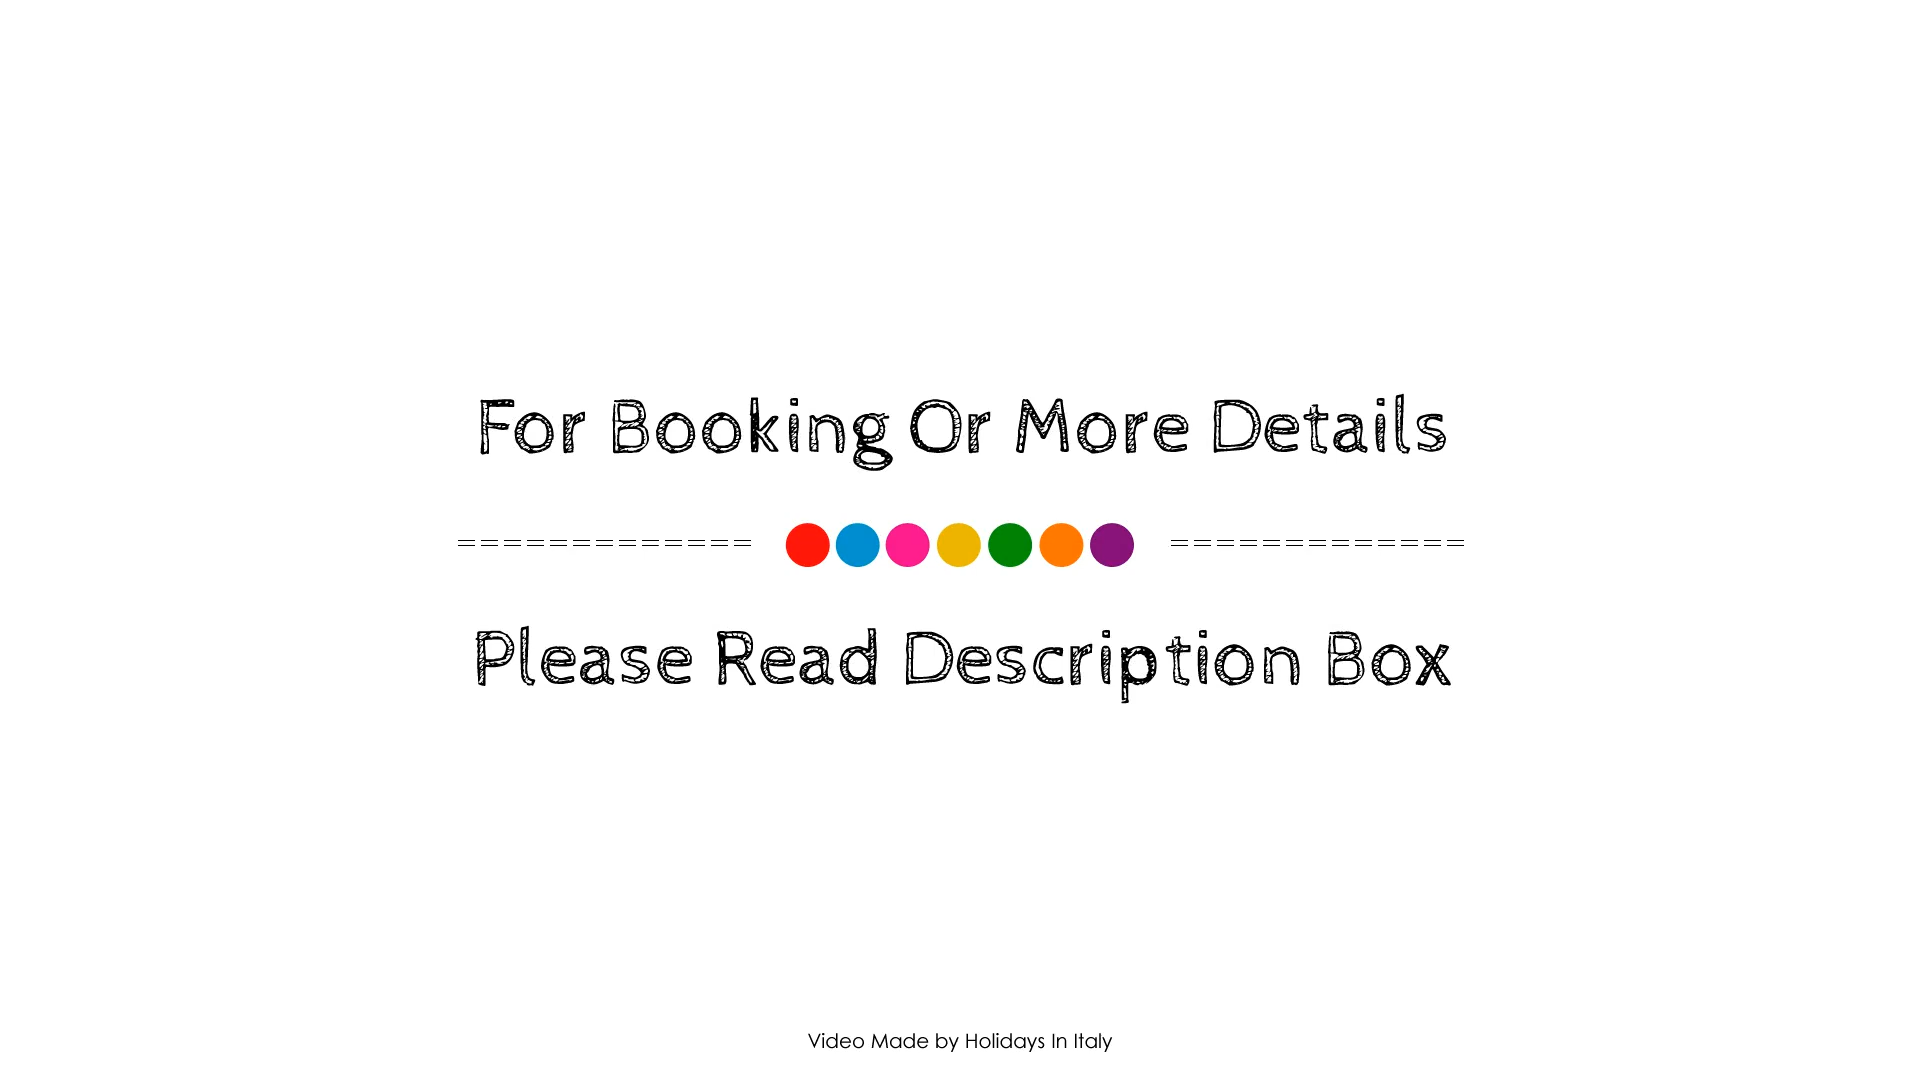 For Booking Or More Details
============= =============
Please Read Description Box
Video Made by Holidays In Italy